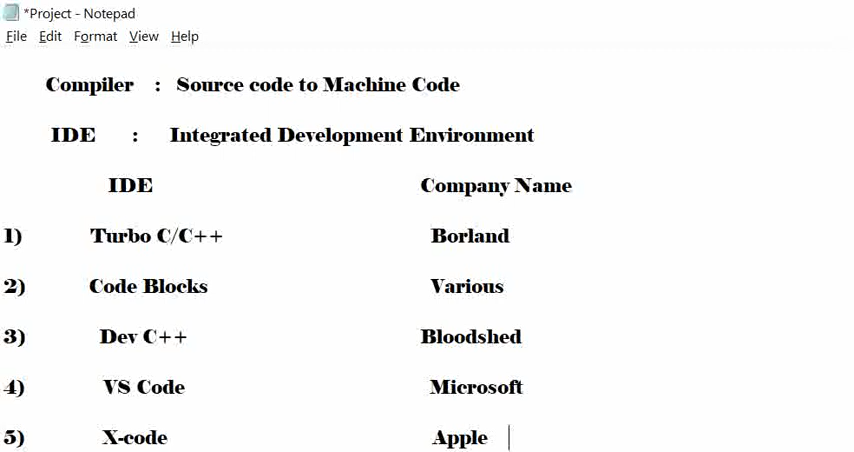 *Project - Notepad
File Edit Format View Help
Compiler : Source code to Machine Code
IDE : Integrated Development Environment
IDE Company Name
1) Turbo C/C++ Borland
2) Code Blocks Various
3) Dev C++ Bloodshed
4) VS Code Microsoft
5) X-code Apple